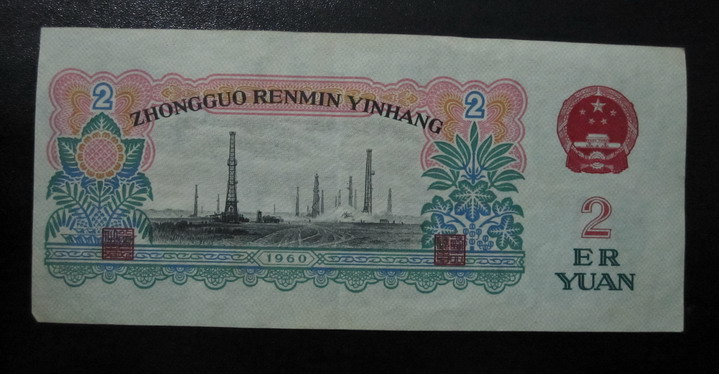 2
2
ZHONGGUO RENMIN YINHANG
1960
2
ER
YUAN